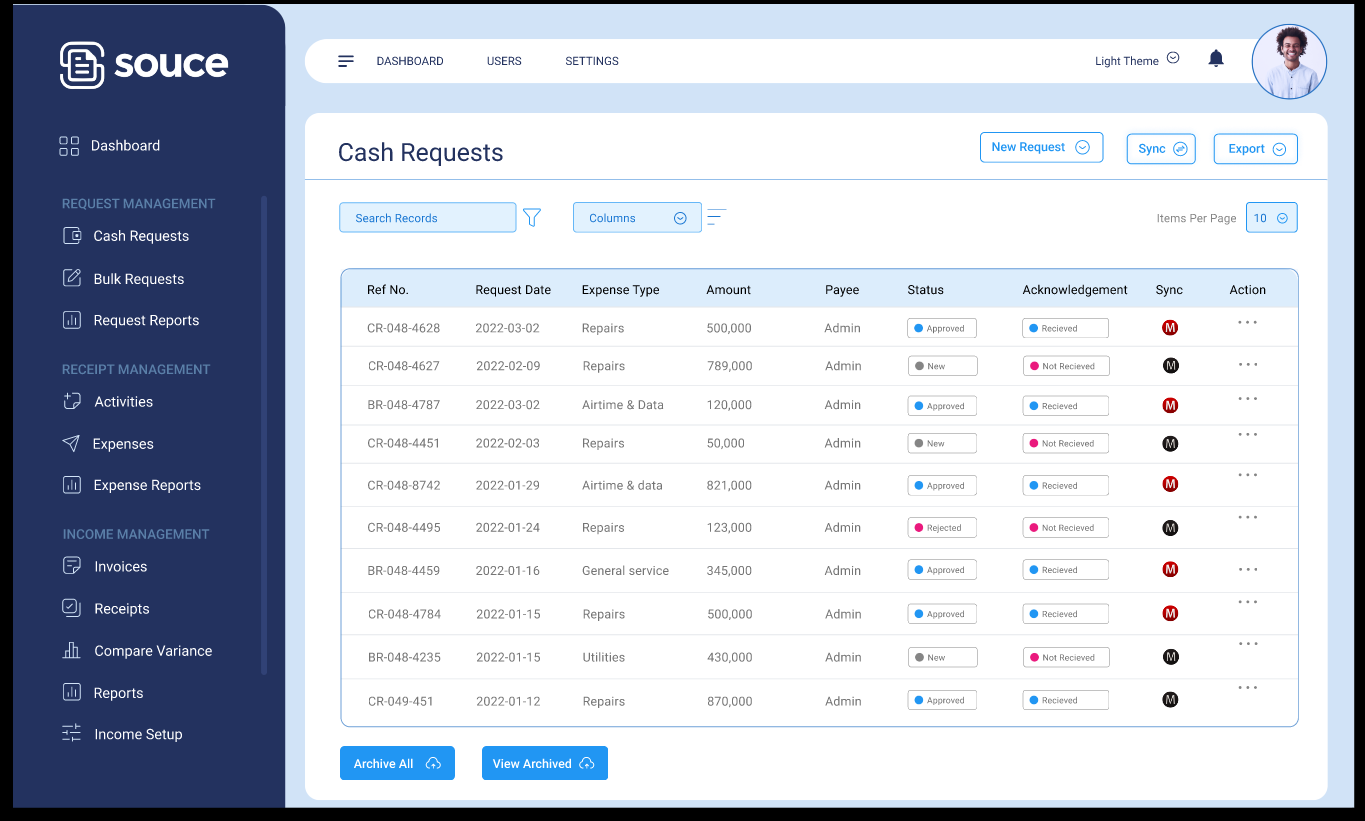 souce
DASHBOARD USERS SETTINGS Light Theme
Dashboard
REQUEST MANAGEMENT
Cash Requests
Bulk Requests
Request Reports
RECEIPT MANAGEMENT
Activities
Expenses
Expense Reports
INCOME MANAGEMENT
Invoices
Receipts
Compare Variance
Reports
Income Setup
Cash Requests New Request Sync Export
Search Records Columns Items Per Page 10
Ref No. Request Date Expense Type Amount Payee Status Acknowledgement Sync Action
CR-048-4628 2022-03-02 Repairs 500,000 Admin Approved Recieved M
CR-048-4627 2022-02-09 Repairs 789,000 Admin New Not Recieved M
BR-048-4787 2022-03-02 Airtime & Data 120,000 Admin Approved Recieved M
CR-048-4451 2022-02-03 Repairs 50,000 Admin New Not Recieved M
CR-048-8742 2022-01-29 Airtime & data 821,000 Admin Approved Recieved M
CR-048-4495 2022-01-24 Repairs 123,000 Admin Rejected Not Recieved M
BR-048-4459 2022-01-16 General service 345,000 Admin Approved Recieved M
CR-048-4784 2022-01-15 Repairs 500,000 Admin Approved Recieved M
BR-048-4235 2022-01-15 Utilities 430,000 Admin New Not Recieved M
CR-049-451 2022-01-12 Repairs 870,000 Admin Approved Recieved M
Archive All View Archived